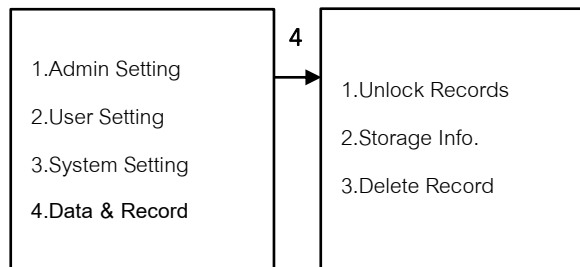 1.Admin Setting
2.User Setting
3.System Setting
4.Data & Record
4
1.Unlock Records
2.Storage Info.
3.Delete Record